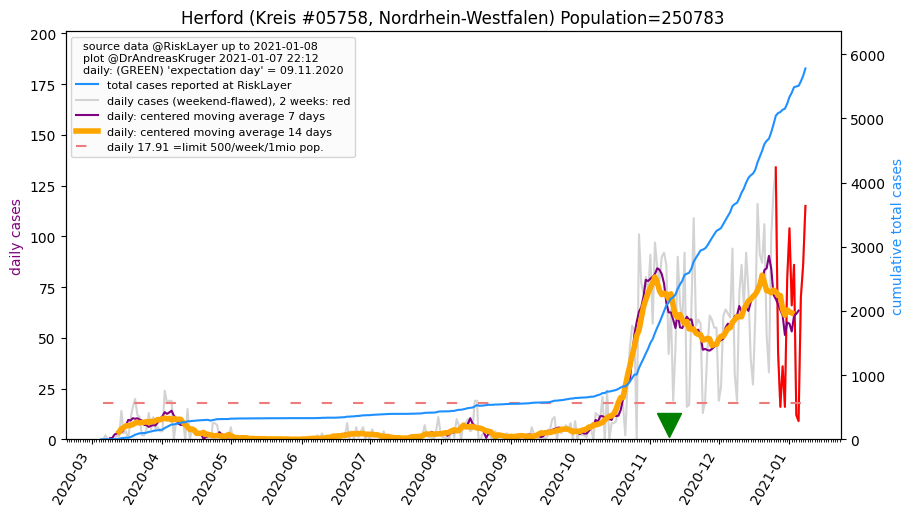 Herford (Kreis #05758, Nordrhein-Westfalen) Population=250783
source data @RiskLayer up to 2021-01-08
plot @DrAndreasKruger 2021-01-07 22:12
daily: (GREEN) 'expectation day' = 09.11.2020
total cases reported at RiskLayer
daily cases (weekend-flawed), 2 weeks: red
daily: centered moving average 7 days
daily: centered moving average 14 days
daily 17.91 =limit 500/week/1mio pop.
daily cases
200
175
150
125
100
75
50
25
0
6000
5000
4000
3000
2000
1000
0
cumulative total cases
2020-03
2020-04
2020-05
2020-06
2020-07
2020-08
2020-09
2020-10
2020-11
2020-12
2021-01